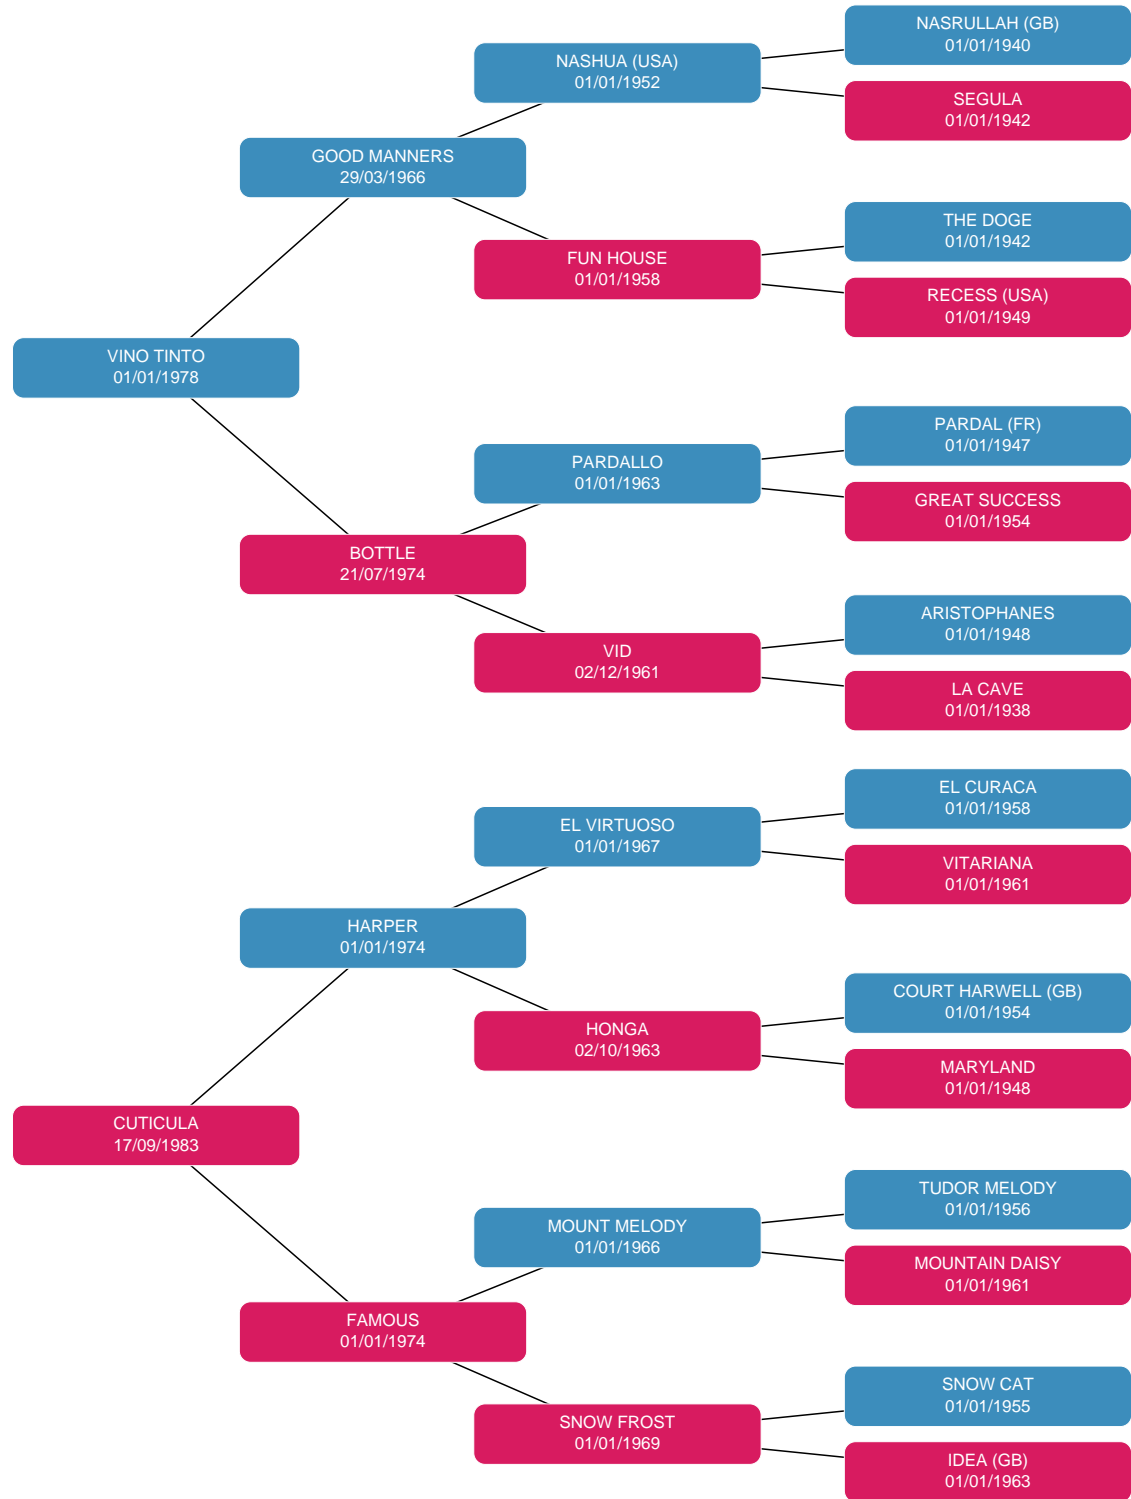 NASRULLAH (GB)
01/01/1940
NASHUA (USA)
01/01/1952
SEGULA
01/01/1942
GOOD MANNERS
29/03/1966
THE DOGE
01/01/1942
FUN HOUSE
01/01/1958
RECESS (USA)
01/01/1949
VINO TINTO
01/01/1978
PARDAL (FR)
01/01/1947
PARDALLO
01/01/1963
GREAT SUCCESS
01/01/1954
BOTTLE
21/07/1974
ARISTOPHANES
01/01/1948
VID
02/12/1961
LA CAVE
01/01/1938
EL CURACA
01/01/1958
EL VIRTUOSO
01/01/1967
VITARIANA
01/01/1961
HARPER
01/01/1974
COURT HARWELL (GB)
01/01/1954
HONGA
02/10/1963
MARYLAND
01/01/1948
CUTICULA
17/09/1983
TUDOR MELODY
01/01/1956
MOUNT MELODY
01/01/1966
MOUNTAIN DAISY
01/01/1961
FAMOUS
01/01/1974
SNOW CAT
01/01/1955
SNOW FROST
01/01/1969
IDEA (GB)
01/01/1963